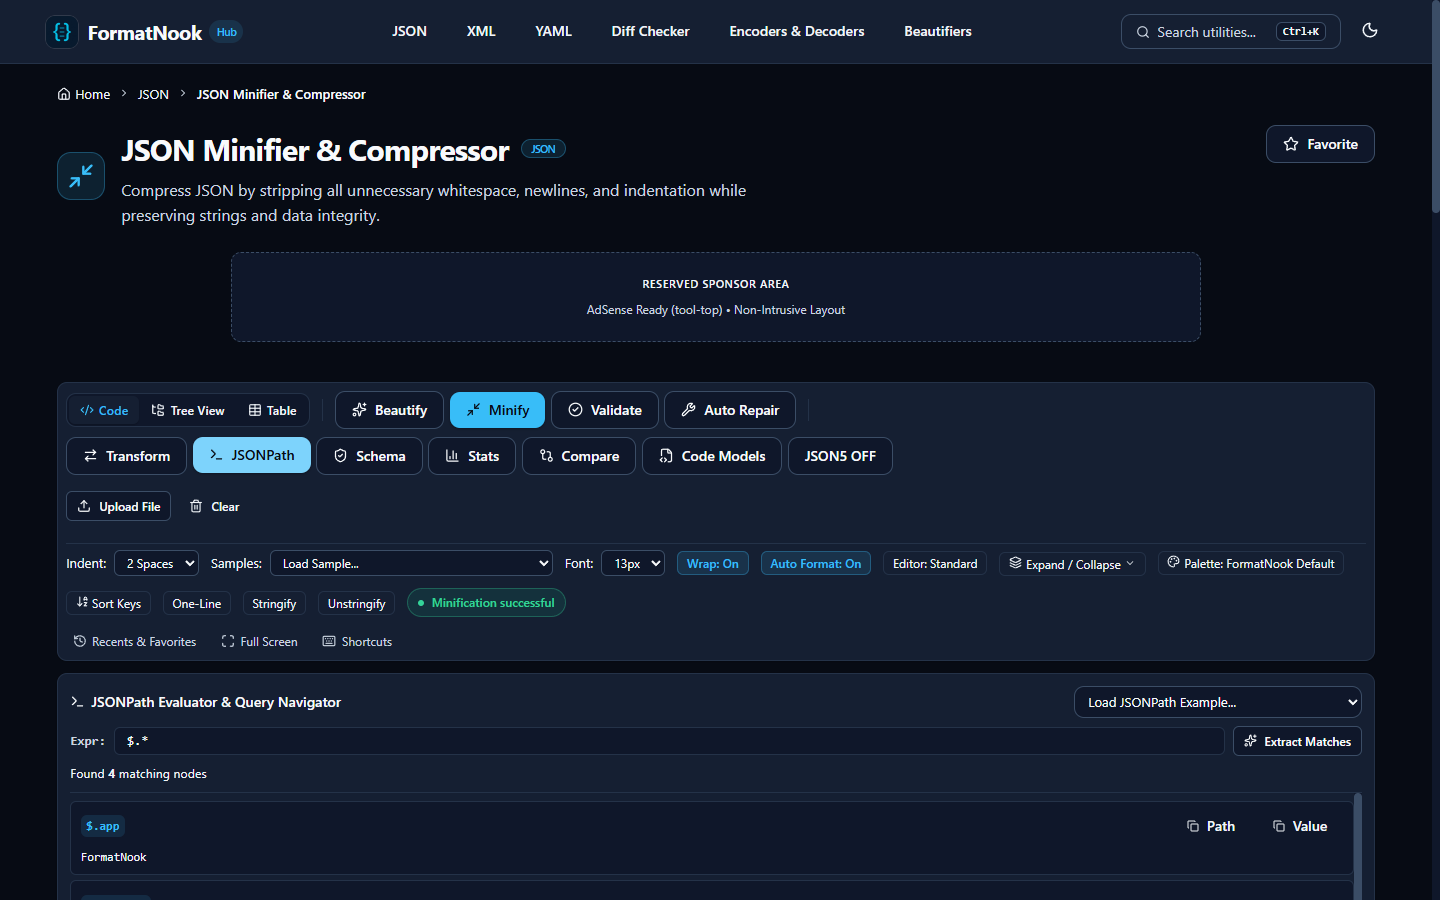 FormatNook Hub
JSON XML YAML Diff Checker Encoders & Decoders Beautifiers
Search utilities... Ctrl+K
Home > JSON > JSON Minifier & Compressor
JSON Minifier & Compressor JSON
Favorite
Compress JSON by stripping all unnecessary whitespace, newlines, and indentation while
preserving strings and data integrity.
RESERVED SPONSOR AREA
AdSense Ready (tool-top) • Non-Intrusive Layout
Code Tree View Table Beautify Minify Validate Auto Repair
Transform JSONPath Schema Stats Compare Code Models JSON5 OFF
Upload File Clear
Indent: 2 Spaces Samples: Load Sample... Font: 13px Wrap: On Auto Format: On Editor: Standard Expand / Collapse Palette: FormatNook Default
Sort Keys One-Line Stringify Unstringify Minification successful
Recents & Favorites Full Screen Shortcuts
JSONPath Evaluator & Query Navigator Load JSONPath Example...
Expr: $.* Extract Matches
Found 4 matching nodes
$.app Path Value
FormatNook